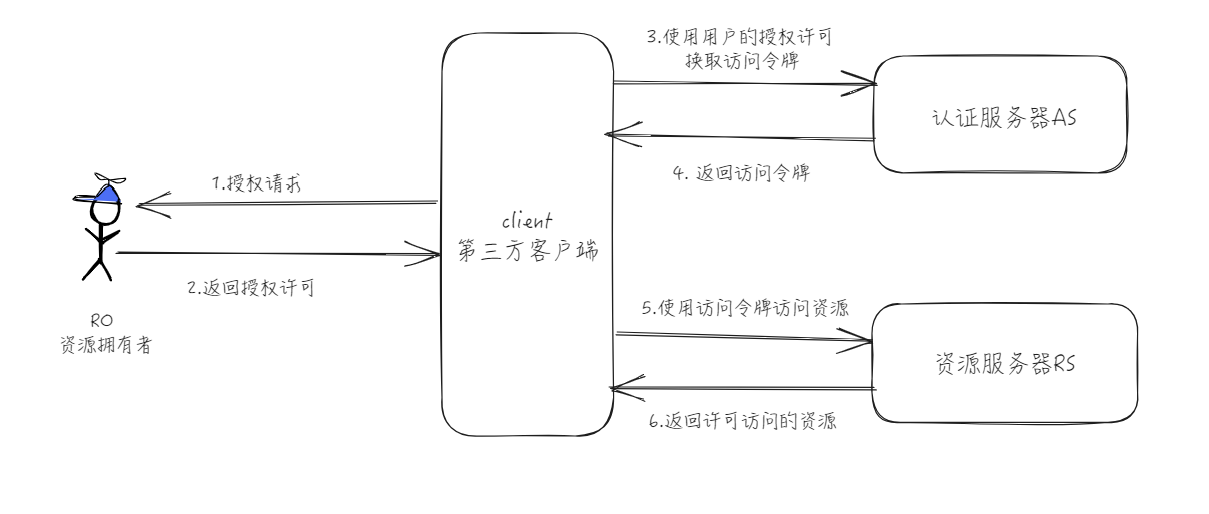 3.使用用户的授权许可
换取访问令牌
认证服务器AS
4. 返回访问令牌
1.授权请求
client
第三方客户端
2.返回授权许可
RO
资源拥有者
5.使用访问令牌访问资源
资源服务器RS
6.返回许可访问的资源